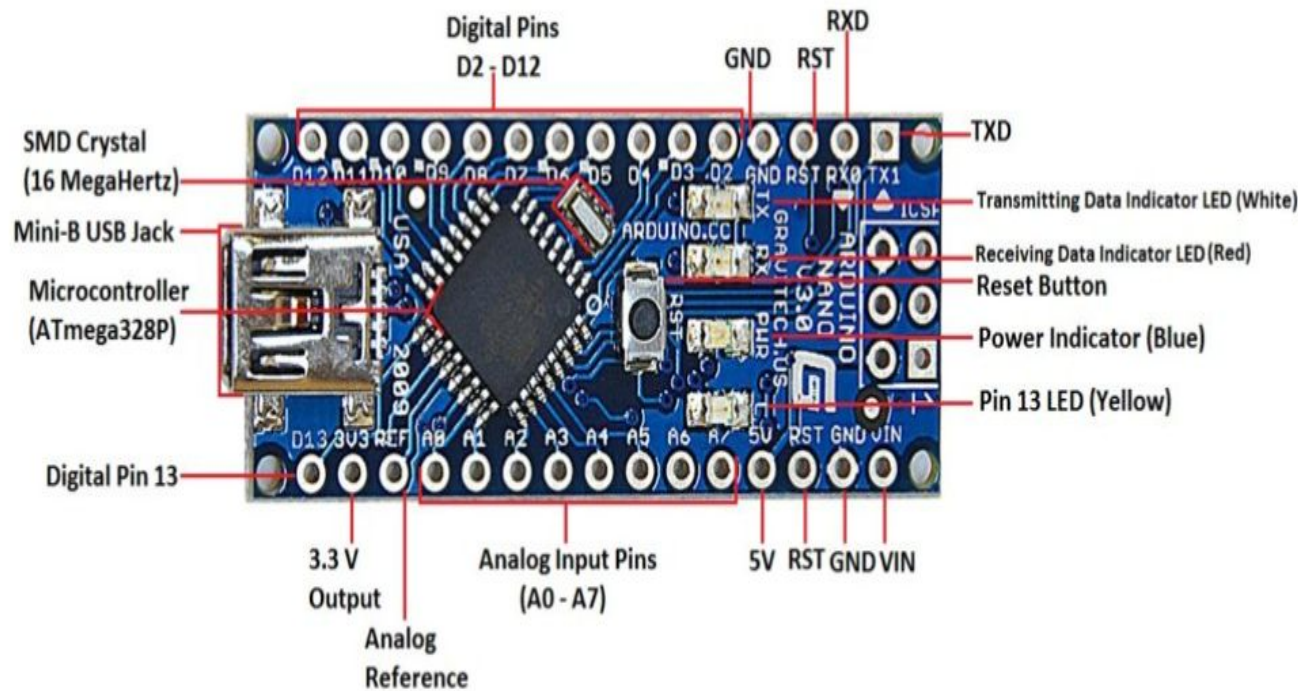 Digital Pins
D2 - D12
GND
RST
RXD
TXD
SMD Crystal
(16 MegaHertz)
Mini-B USB Jack
Microcontroller
(ATmega328P)
Transmitting Data Indicator LED (White)
Receiving Data Indicator LED (Red)
Reset Button
Power Indicator (Blue)
Pin 13 LED (Yellow)
D12 D11 D10 D9 D8 D7 D6 D5 D4 D3 D2 GND RST RX0 TX1
ICSP
TX
RX
ARDUINO.CC
RST
PWR
L
GRAVITECH.US
ARDUINO
NANO
V3.0
USA
2009
G
1
D13 3V3 REF A0 A1 A2 A3 A4 A5 A6 A7 5V RST GND VIN
Digital Pin 13
3.3 V
Output
Analog
Reference
Analog Input Pins
(A0 - A7)
5V
RST
GND
VIN